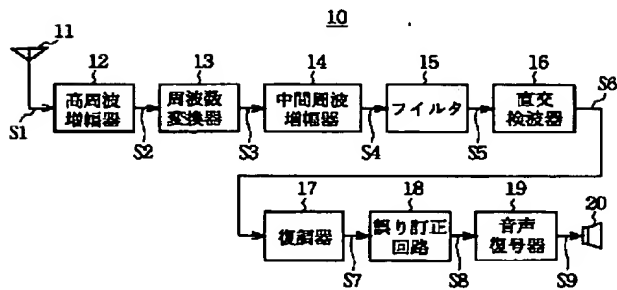 10
11
12
13
14
15
16
高周波
増幅器
周波数
変換器
中間周波
増幅器
フイルタ
直交
検波器
S1
S2
S3
S4
S5
S6
17
18
19
20
復調器
誤り訂正
回路
音声
復号器
S7
S8
S9